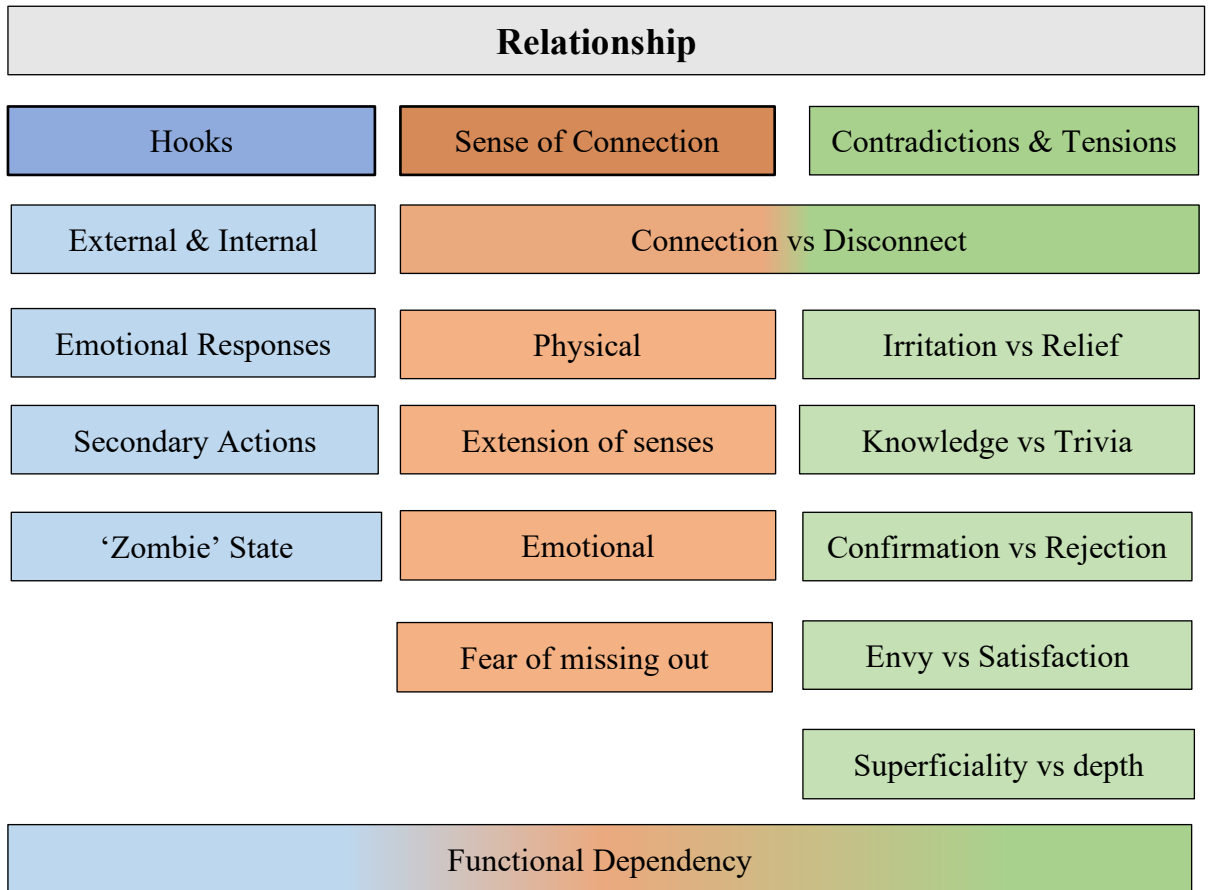 Relationship
Hooks
Sense of Connection
Contradictions & Tensions
External & Internal
Connection vs Disconnect
Emotional Responses
Physical
Irritation vs Relief
Secondary Actions
Extension of senses
Knowledge vs Trivia
‘Zombie’ State
Emotional
Confirmation vs Rejection
Fear of missing out
Envy vs Satisfaction
Superficiality vs depth
Functional Dependency